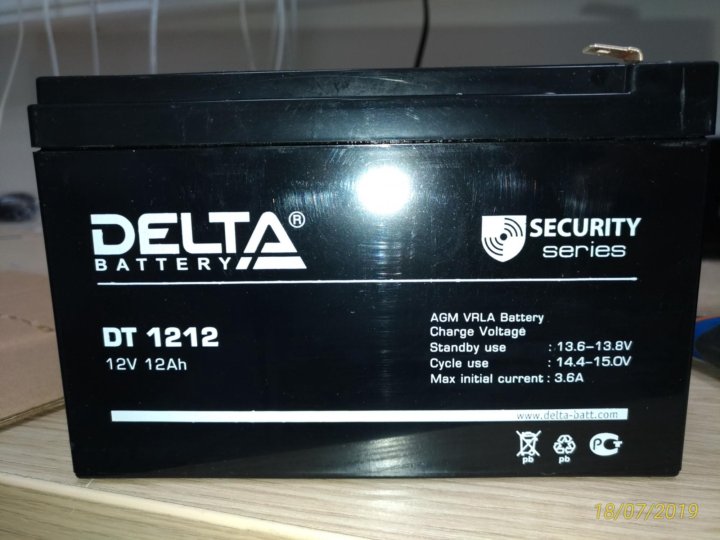 DELTA®
BATTERY
SECURITY
series
DT 1212
12V 12Ah
AGM VRLA Battery
Charge Voltage
Standby use : 13.6-13.8V
Cycle use : 14.4-15.0V
Max initial current : 3.6A
www.delta-batt.com
pb pb
18/07/2019